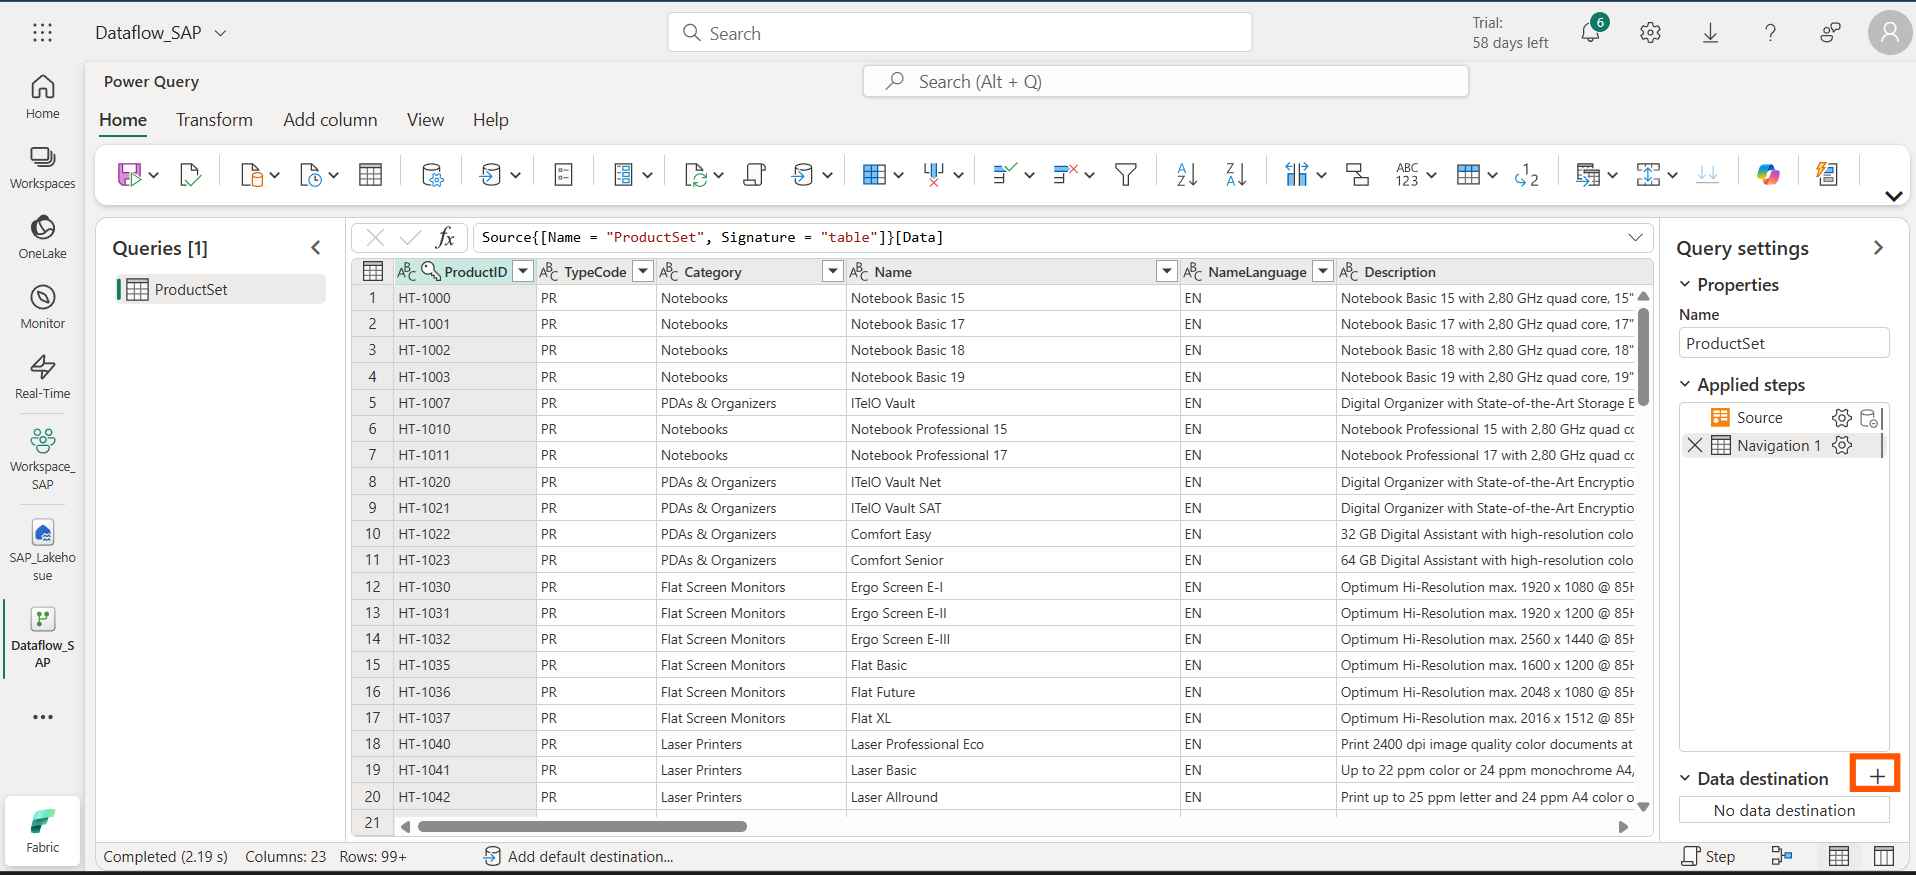 Dataflow_SAP
Search
Trial:
58 days left
6
Power Query
Search (Alt + Q)
Home
Transform
Add column
View
Help
Home
Workspaces
OneLake
Monitor
Real-Time
Workspace_
SAP
SAP_Lakeho
sue
Dataflow_S
AP
Fabric
Queries [1]
ProductSet
fx
Source{[Name = "ProductSet", Signature = "table"]}[Data]
ProductID TypeCode Category Name NameLanguage Description
1 HT-1000 PR Notebooks Notebook Basic 15 EN Notebook Basic 15 with 2,80 GHz quad core, 15"
2 HT-1001 PR Notebooks Notebook Basic 17 EN Notebook Basic 17 with 2,80 GHz quad core, 17"
3 HT-1002 PR Notebooks Notebook Basic 18 EN Notebook Basic 18 with 2,80 GHz quad core, 18"
4 HT-1003 PR Notebooks Notebook Basic 19 EN Notebook Basic 19 with 2,80 GHz quad core, 19"
5 HT-1007 PR PDAs & Organizers ITelO Vault EN Digital Organizer with State-of-the-Art Storage E
6 HT-1010 PR Notebooks Notebook Professional 15 EN Notebook Professional 15 with 2,80 GHz quad co
7 HT-1011 PR Notebooks Notebook Professional 17 EN Notebook Professional 17 with 2,80 GHz quad co
8 HT-1020 PR PDAs & Organizers ITelO Vault Net EN Digital Organizer with State-of-the-Art Encryptio
9 HT-1021 PR PDAs & Organizers ITelO Vault SAT EN Digital Organizer with State-of-the-Art Encryptio
10 HT-1022 PR PDAs & Organizers Comfort Easy EN 32 GB Digital Assistant with high-resolution colo
11 HT-1023 PR PDAs & Organizers Comfort Senior EN 64 GB Digital Assistant with high-resolution colo
12 HT-1030 PR Flat Screen Monitors Ergo Screen E-I EN Optimum Hi-Resolution max. 1920 x 1080 @ 85H
13 HT-1031 PR Flat Screen Monitors Ergo Screen E-II EN Optimum Hi-Resolution max. 1920 x 1200 @ 85H
14 HT-1032 PR Flat Screen Monitors Ergo Screen E-III EN Optimum Hi-Resolution max. 2560 x 1440 @ 85H
15 HT-1035 PR Flat Screen Monitors Flat Basic EN Optimum Hi-Resolution max. 1600 x 1200 @ 85H
16 HT-1036 PR Flat Screen Monitors Flat Future EN Optimum Hi-Resolution max. 2048 x 1080 @ 85H
17 HT-1037 PR Flat Screen Monitors Flat XL EN Optimum Hi-Resolution max. 2016 x 1512 @ 85H
18 HT-1040 PR Laser Printers Laser Professional Eco EN Print 2400 dpi image quality color documents at
19 HT-1041 PR Laser Printers Laser Basic EN Up to 22 ppm color or 24 ppm monochrome A4,
20 HT-1042 PR Laser Printers Laser Allround EN Print up to 25 ppm letter and 24 ppm A4 color o
21
Query settings
Properties
Name
ProductSet
Applied steps
Source
Navigation 1
Data destination
No data destination
Completed (2.19 s) Columns: 23 Rows: 99+
Add default destination...
Step